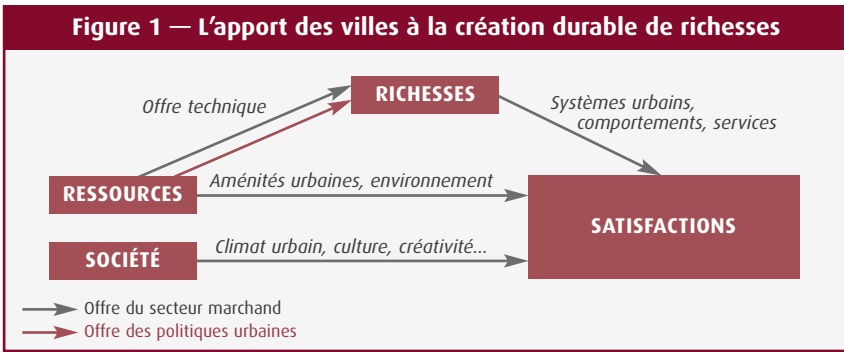 Figure 1 — L'apport des villes à la création durable de richesses
Offre technique
RICHESSES
Systèmes urbains,
comportements, services
RESSOURCES
Aménités urbaines, environnement
SATISFACTIONS
SOCIÉTÉ
Climat urbain, culture, créativité...
Offre du secteur marchand
Offre des politiques urbaines